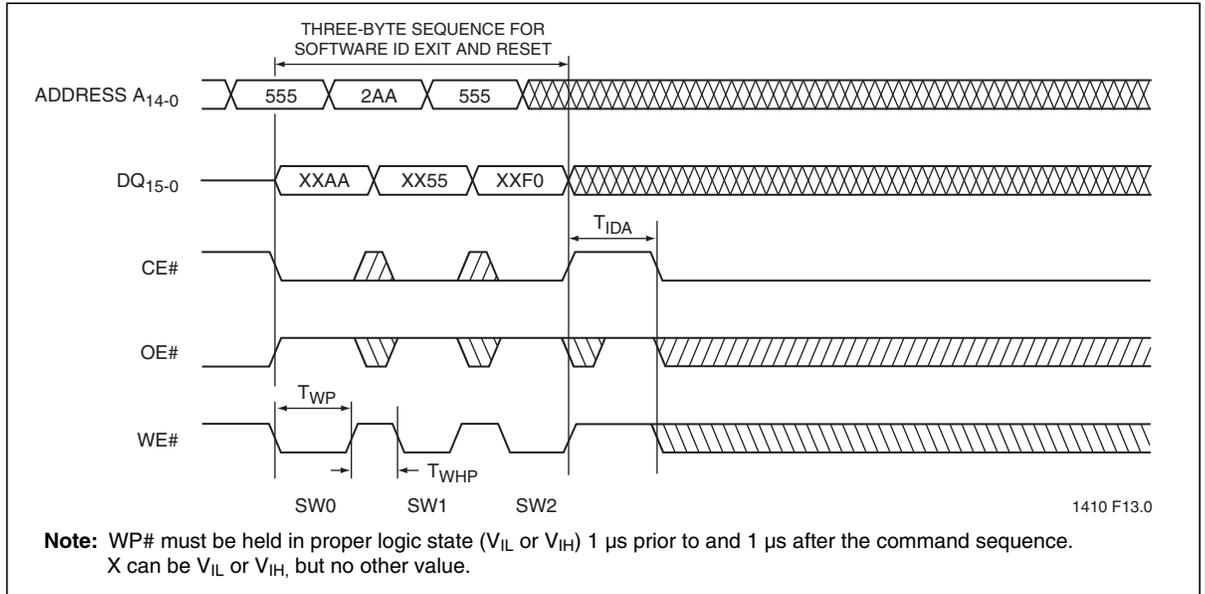 THREE-BYTE SEQUENCE FOR
SOFTWARE ID EXIT AND RESET
ADDRESS A14-0
555
2AA
555
DQ15-0
XXAA
XX55
XXF0
TIDA
CE#
OE#
TWP
WE#
TWHP
SW0
SW1
SW2
1410 F13.0
Note: WP# must be held in proper logic state (VIL or VIH) 1 µs prior to and 1 µs after the command sequence.
X can be VIL or VIH, but no other value.